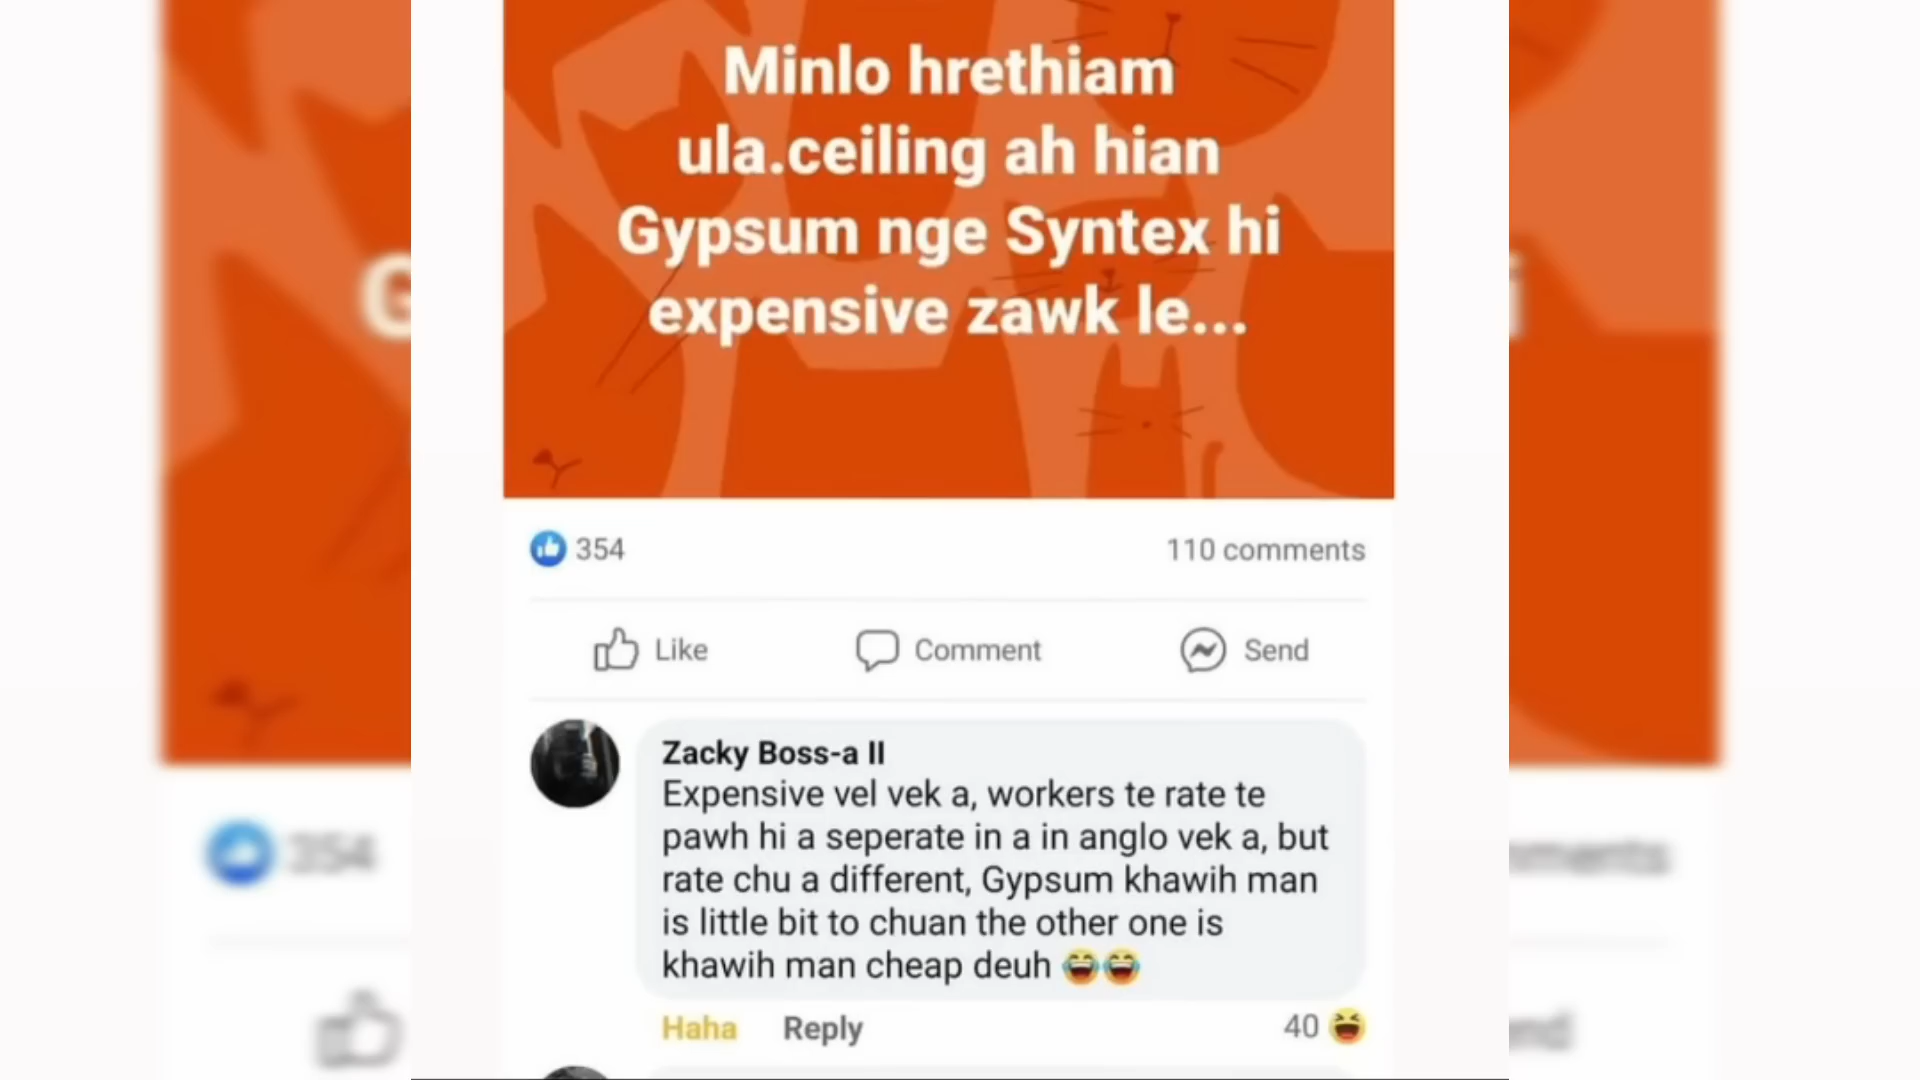 Minlo hrethiam
ula.ceiling ah hian
Gypsum nge Syntex hi
expensive zawk le...
354
110 comments
Like
Comment
Send
Zacky Boss-a II
Expensive vel vek a, workers te rate te
pawh hi a seperate in a in anglo vek a, but
rate chu a different, Gypsum khawih man
is little bit to chuan the other one is
khawih man cheap deuh 😂😂
Haha
Reply
40 😆